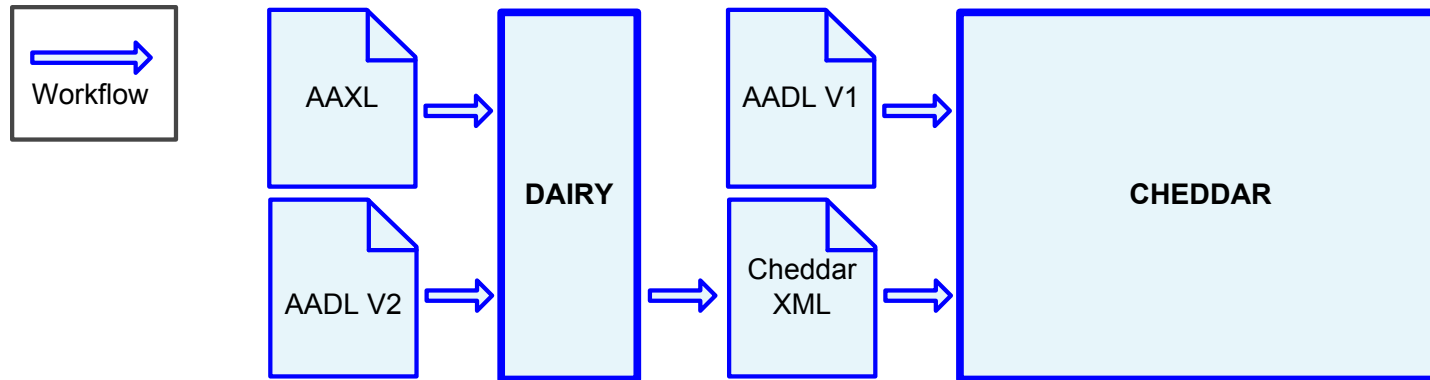 Workflow
AAXL
AADL V2
DAIRY
AADL V1
Cheddar
XML
CHEDDAR